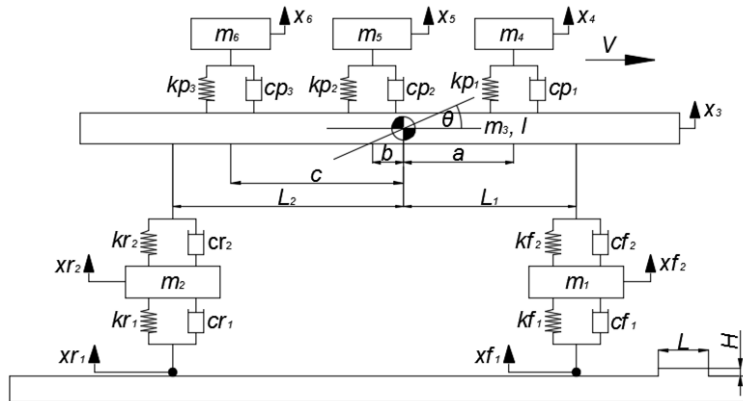 m₆ x₆ m₅ x₅ m₄ x₄ V
kp₃ cp₃ kp₂ cp₂ kp₁ cp₁
θ m₃, I x₃
b a
c
L₂ L₁
kr₂ cr₂ kf₂ cf₂
xr₂ m₂ m₁ xf₂
kr₁ cr₁ kf₁ cf₁
xr₁ xf₁ L H